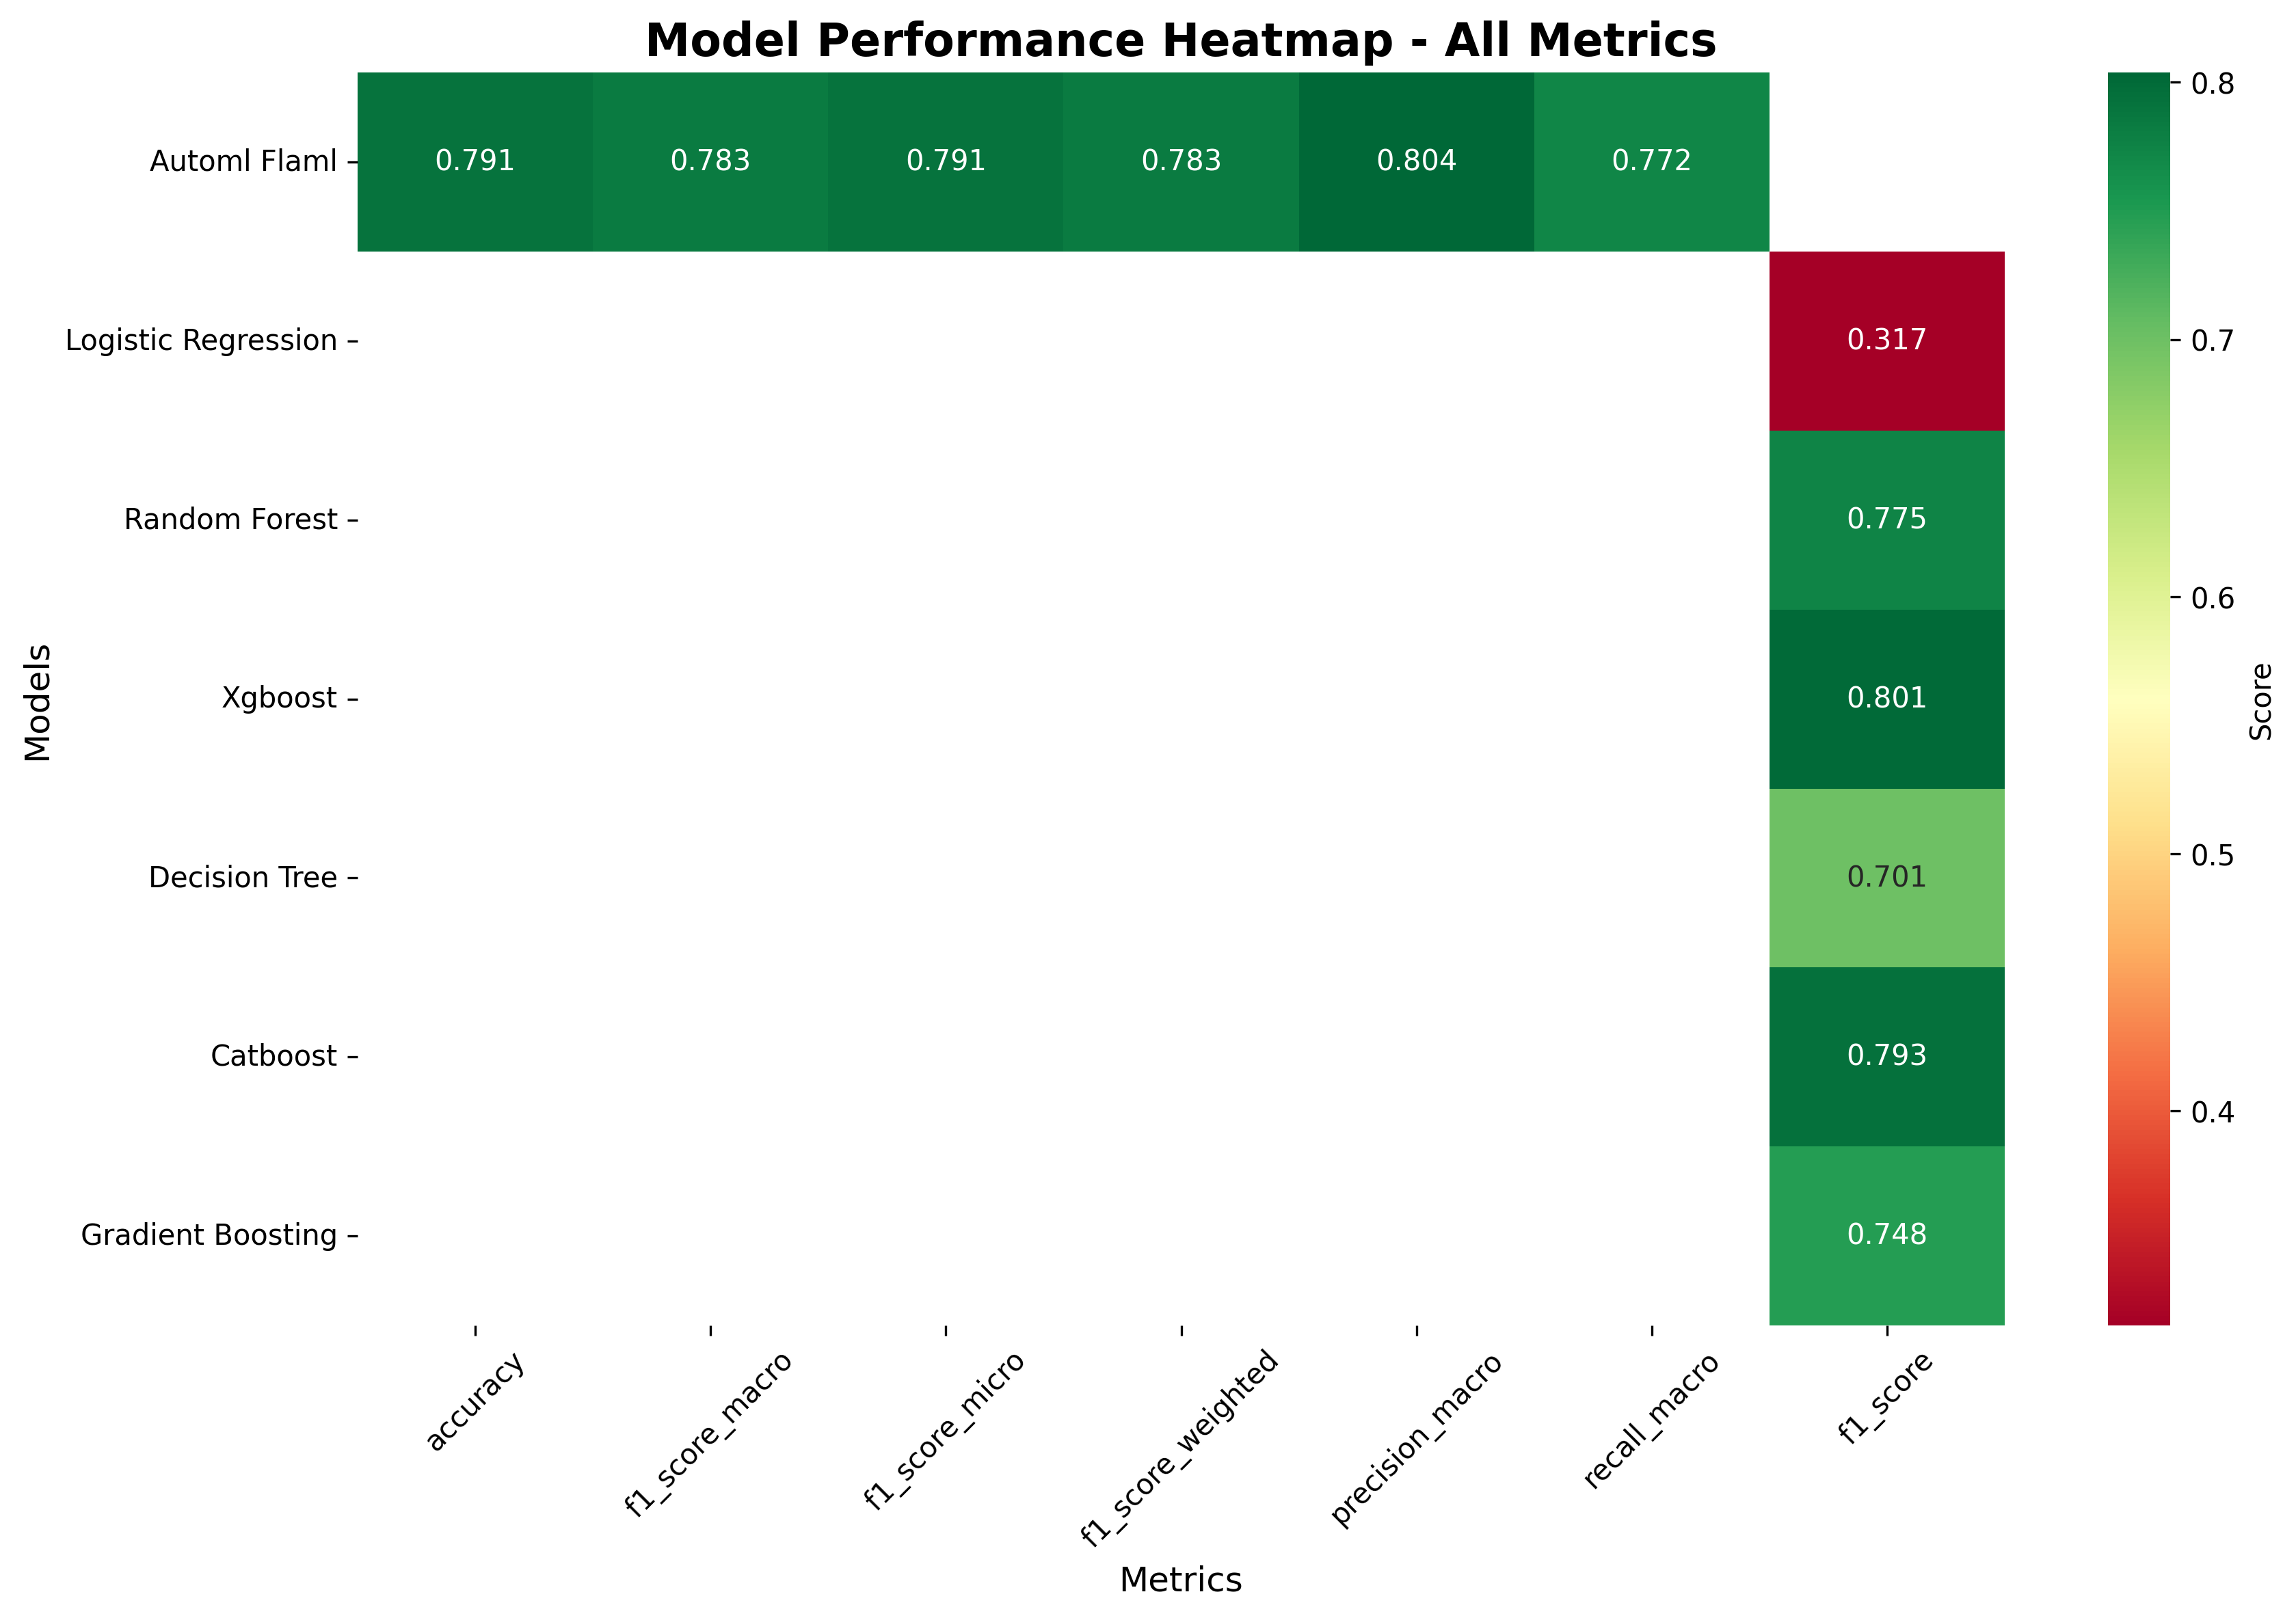 Model Performance Heatmap - All Metrics
Automl Flaml
0.791 0.783 0.791 0.783 0.804 0.772
Logistic Regression
0.317
Random Forest
0.775
Xgboost
0.801
Decision Tree
0.701
Catboost
0.793
Gradient Boosting
0.748
Models
accuracy
f1_score_macro
f1_score_micro
f1_score_weighted
precision_macro
recall_macro
f1_score
Metrics
0.8
0.7
0.6
0.5
0.4
Score